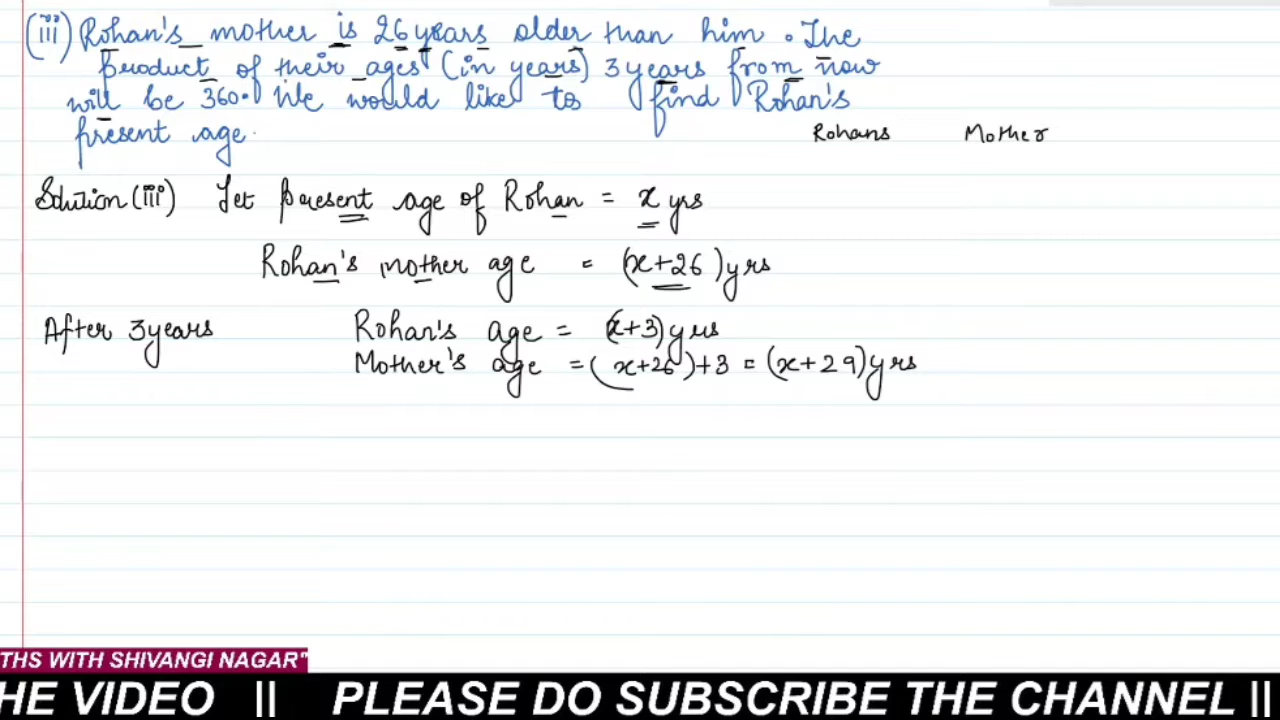 (iii) Rohan's mother is 26 years older than him. The
product of their ages (in years) 3 years from now
will be 360. We would like to find Rohan's
present age.
Rohans Mother
Solution (iii) Let present age of Rohan = x yrs
Rohan's mother age = (x+26) yrs
After 3 years Rohan's age = (x+3) yrs
Mother's age = (x+26)+3 = (x+29) yrs
THS WITH SHIVANGI NAGAR"
HE VIDEO || PLEASE DO SUBSCRIBE THE CHANNEL ||